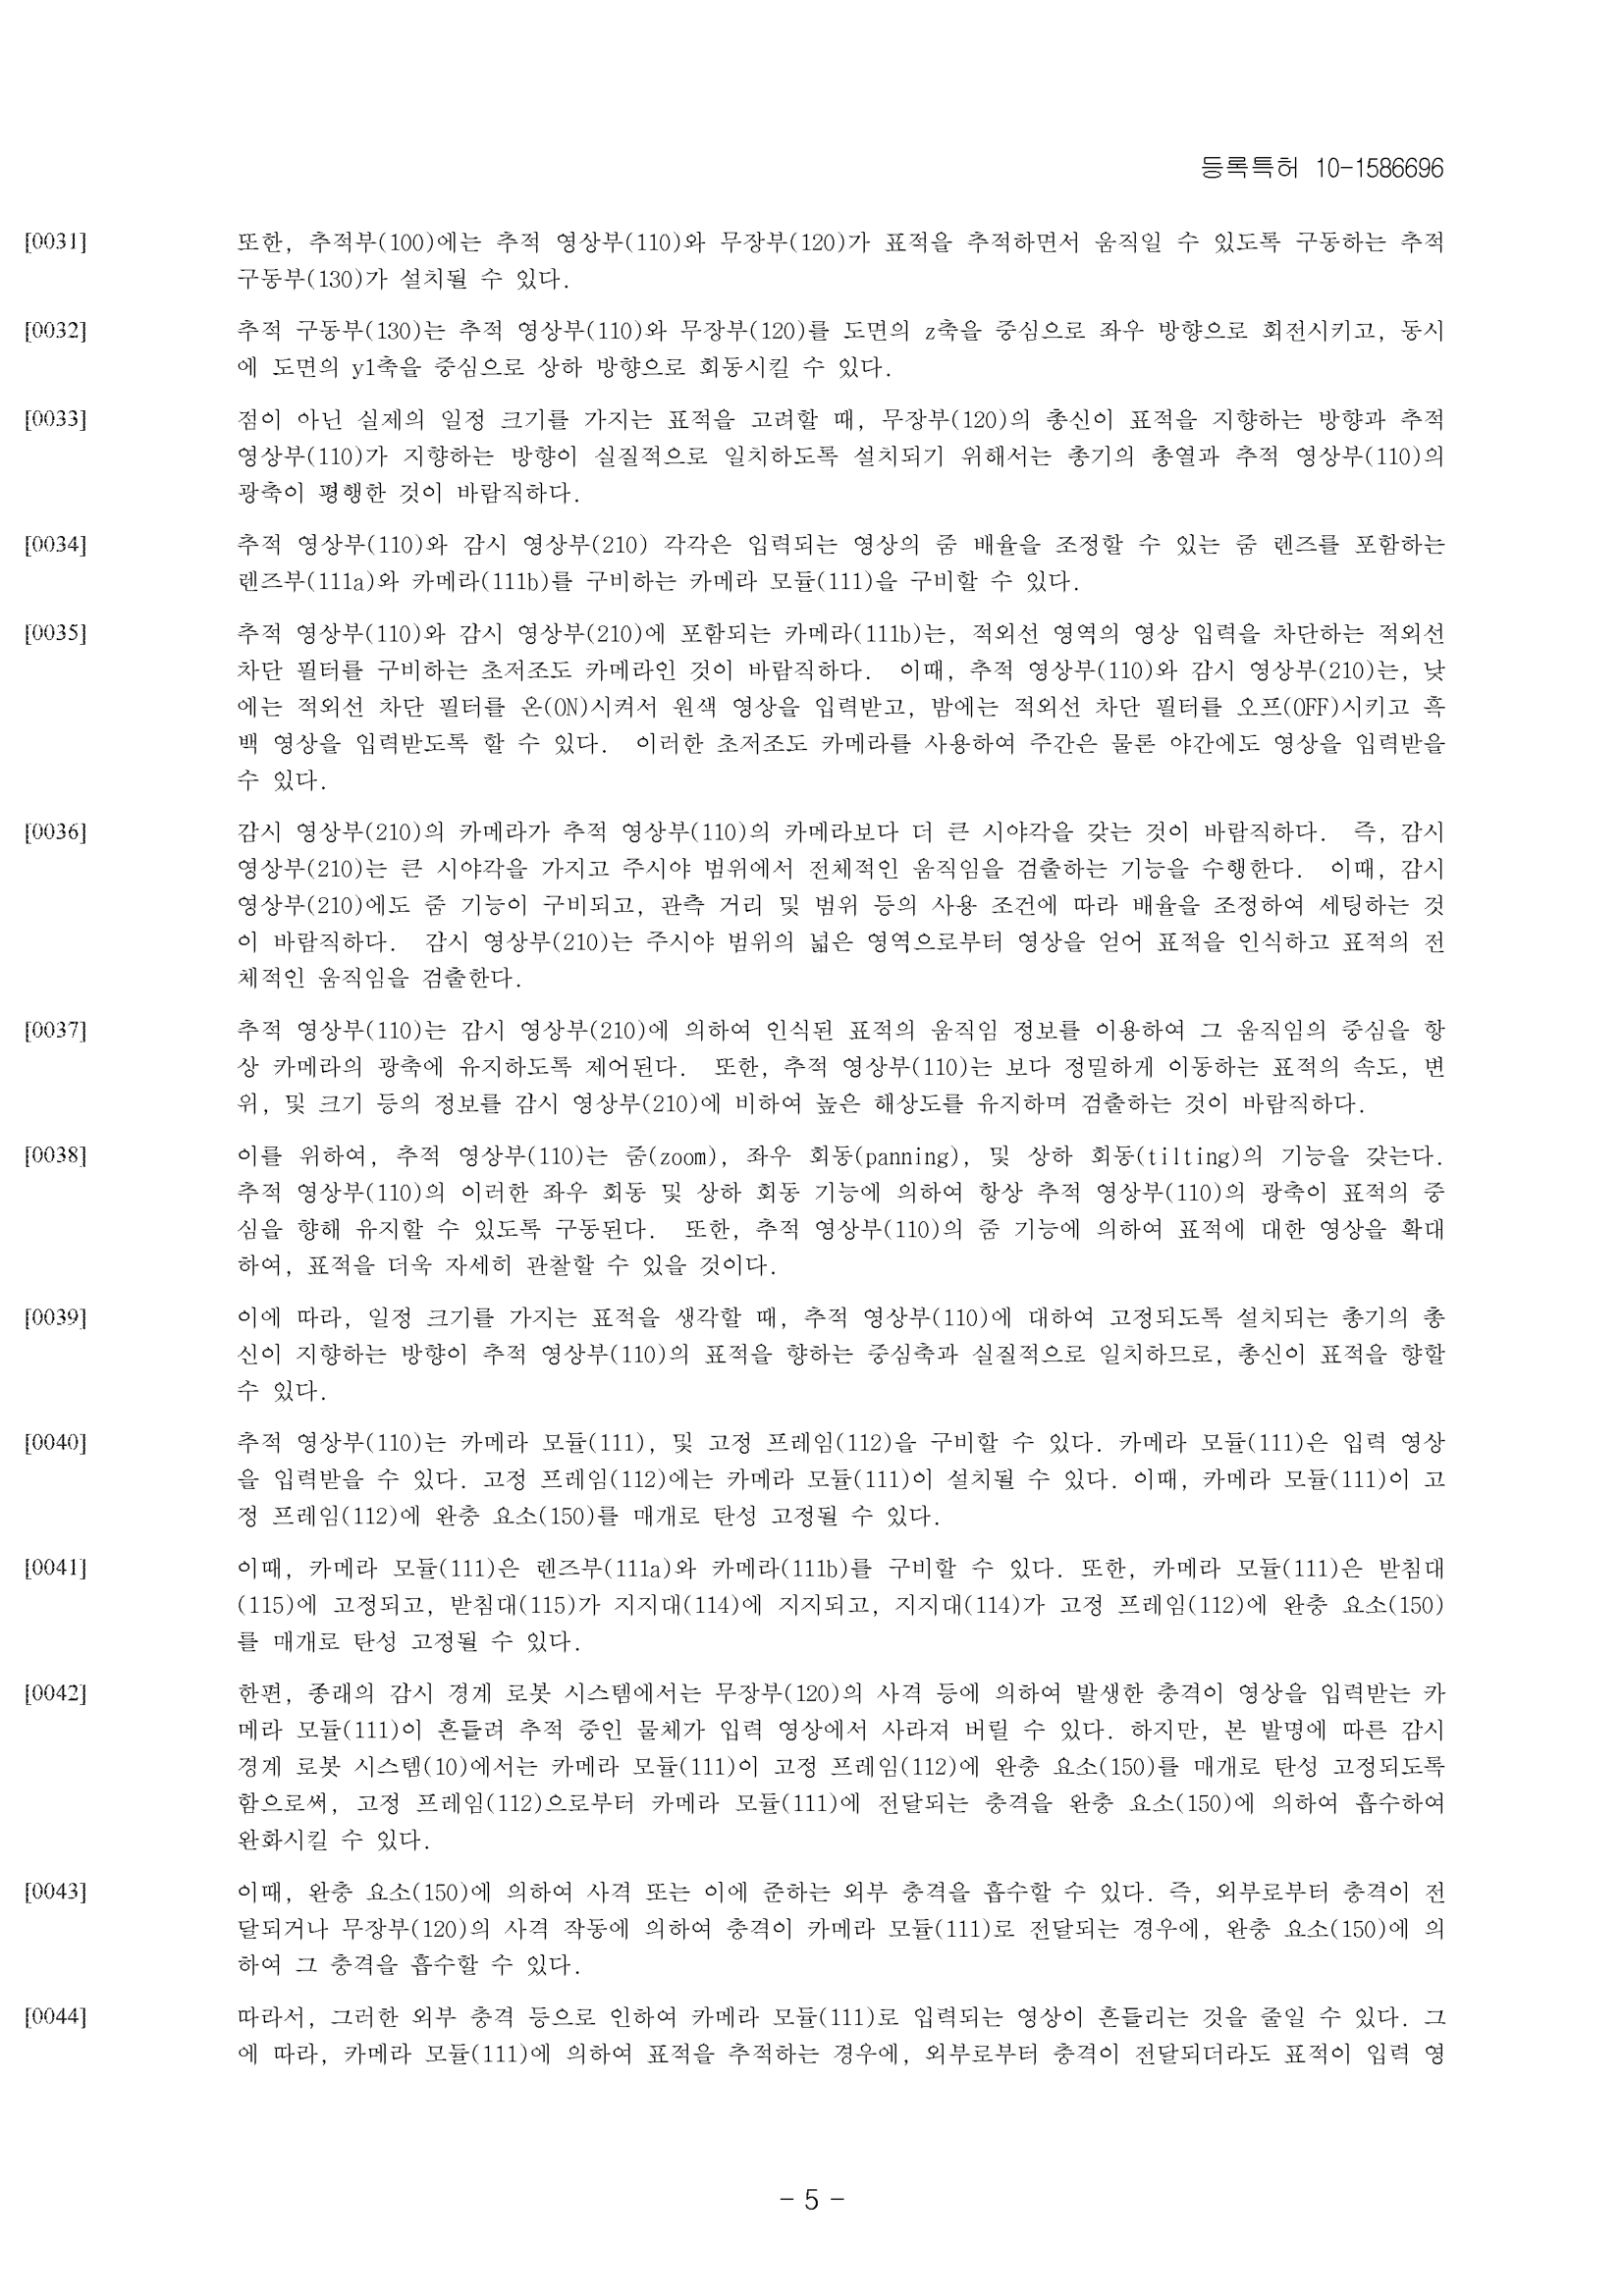 등록특허 10-1586696
[0031] 또한, 추적부(100)에는 추적 영상부(110)와 무장부(120)가 표적을 추적하면서 움직일 수 있도록 구동하는 추적
구동부(130)가 설치될 수 있다.
[0032] 추적 구동부(130)는 추적 영상부(110)와 무장부(120)를 도면의 z축을 중심으로 좌우 방향으로 회전시키고, 동시
에 도면의 y1축을 중심으로 상하 방향으로 회동시킬 수 있다.
[0033] 점이 아닌 실제의 일정 크기를 가지는 표적을 고려할 때, 무장부(120)의 총신이 표적을 지향하는 방향과 추적
영상부(110)가 지향하는 방향이 실질적으로 일치하도록 설치되기 위해서는 총기의 총열과 추적 영상부(110)의
광축이 평행한 것이 바람직하다.
[0034] 추적 영상부(110)와 감시 영상부(210) 각각은 입력되는 영상의 줌 배율을 조정할 수 있는 줌 렌즈를 포함하는
렌즈부(111a)와 카메라(111b)를 구비하는 카메라 모듈(111)을 구비할 수 있다.
[0035] 추적 영상부(110)와 감시 영상부(210)에 포함되는 카메라(111b)는, 적외선 영역의 영상 입력을 차단하는 적외선
차단 필터를 구비하는 초저조도 카메라인 것이 바람직하다. 이때, 추적 영상부(110)와 감시 영상부(210)는, 낮
에는 적외선 차단 필터를 온(ON)시켜서 원색 영상을 입력받고, 밤에는 적외선 차단 필터를 오프(OFF)시키고 흑
백 영상을 입력받도록 할 수 있다. 이러한 초저조도 카메라를 사용하여 주간은 물론 야간에도 영상을 입력받을
수 있다.
[0036] 감시 영상부(210)의 카메라가 추적 영상부(110)의 카메라보다 더 큰 시야각을 갖는 것이 바람직하다. 즉, 감시
영상부(210)는 큰 시야각을 가지고 주시야 범위에서 전체적인 움직임을 검출하는 기능을 수행한다. 이때, 감시
영상부(210)에도 줌 기능이 구비되고, 관측 거리 및 범위 등의 사용 조건에 따라 배율을 조정하여 세팅하는 것
이 바람직하다. 감시 영상부(210)는 주시야 범위의 넓은 영역으로부터 영상을 얻어 표적을 인식하고 표적의 전
체적인 움직임을 검출한다.
[0037] 추적 영상부(110)는 감시 영상부(210)에 의하여 인식된 표적의 움직임 정보를 이용하여 그 움직임의 중심을 항
상 카메라의 광축에 유지하도록 제어된다. 또한, 추적 영상부(110)는 보다 정밀하게 이동하는 표적의 속도, 변
위, 및 크기 등의 정보를 감시 영상부(210)에 비하여 높은 해상도를 유지하며 검출하는 것이 바람직하다.
[0038] 이를 위하여, 추적 영상부(110)는 줌(zoom), 좌우 회동(panning), 및 상하 회동(tilting)의 기능을 갖는다.
추적 영상부(110)의 이러한 좌우 회동 및 상하 회동 기능에 의하여 항상 추적 영상부(110)의 광축이 표적의 중
심을 향해 유지할 수 있도록 구동된다. 또한, 추적 영상부(110)의 줌 기능에 의하여 표적에 대한 영상을 확대
하여, 표적을 더욱 자세히 관찰할 수 있을 것이다.
[0039] 이에 따라, 일정 크기를 가지는 표적을 생각할 때, 추적 영상부(110)에 대하여 고정되도록 설치되는 총기의 총
신이 지향하는 방향이 추적 영상부(110)의 표적을 향하는 중심축과 실질적으로 일치하므로, 총신이 표적을 향할
수 있다.
[0040] 추적 영상부(110)는 카메라 모듈(111), 및 고정 프레임(112)을 구비할 수 있다. 카메라 모듈(111)은 입력 영상
을 입력받을 수 있다. 고정 프레임(112)에는 카메라 모듈(111)이 설치될 수 있다. 이때, 카메라 모듈(111)이 고
정 프레임(112)에 완충 요소(150)를 매개로 탄성 고정될 수 있다.
[0041] 이때, 카메라 모듈(111)은 렌즈부(111a)와 카메라(111b)를 구비할 수 있다. 또한, 카메라 모듈(111)은 받침대
(115)에 고정되고, 받침대(115)가 지지대(114)에 지지되고, 지지대(114)가 고정 프레임(112)에 완충 요소(150)
를 매개로 탄성 고정될 수 있다.
[0042] 한편, 종래의 감시 경계 로봇 시스템에서는 무장부(120)의 사격 등에 의하여 발생한 충격이 영상을 입력받는 카
메라 모듈(111)이 흔들려 추적 중인 물체가 입력 영상에서 사라져 버릴 수 있다. 하지만, 본 발명에 따른 감시
경계 로봇 시스템(10)에서는 카메라 모듈(111)이 고정 프레임(112)에 완충 요소(150)를 매개로 탄성 고정되도록
함으로써, 고정 프레임(112)으로부터 카메라 모듈(111)에 전달되는 충격을 완충 요소(150)에 의하여 흡수하여
완화시킬 수 있다.
[0043] 이때, 완충 요소(150)에 의하여 사격 또는 이에 준하는 외부 충격을 흡수할 수 있다. 즉, 외부로부터 충격이 전
달되거나 무장부(120)의 사격 작동에 의하여 충격이 카메라 모듈(111)로 전달되는 경우에, 완충 요소(150)에 의
하여 그 충격을 흡수할 수 있다.
[0044] 따라서, 그러한 외부 충격 등으로 인하여 카메라 모듈(111)로 입력되는 영상이 흔들리는 것을 줄일 수 있다. 그
에 따라, 카메라 모듈(111)에 의하여 표적을 추적하는 경우에, 외부로부터 충격이 전달되더라도 표적이 입력 영
- 5 -